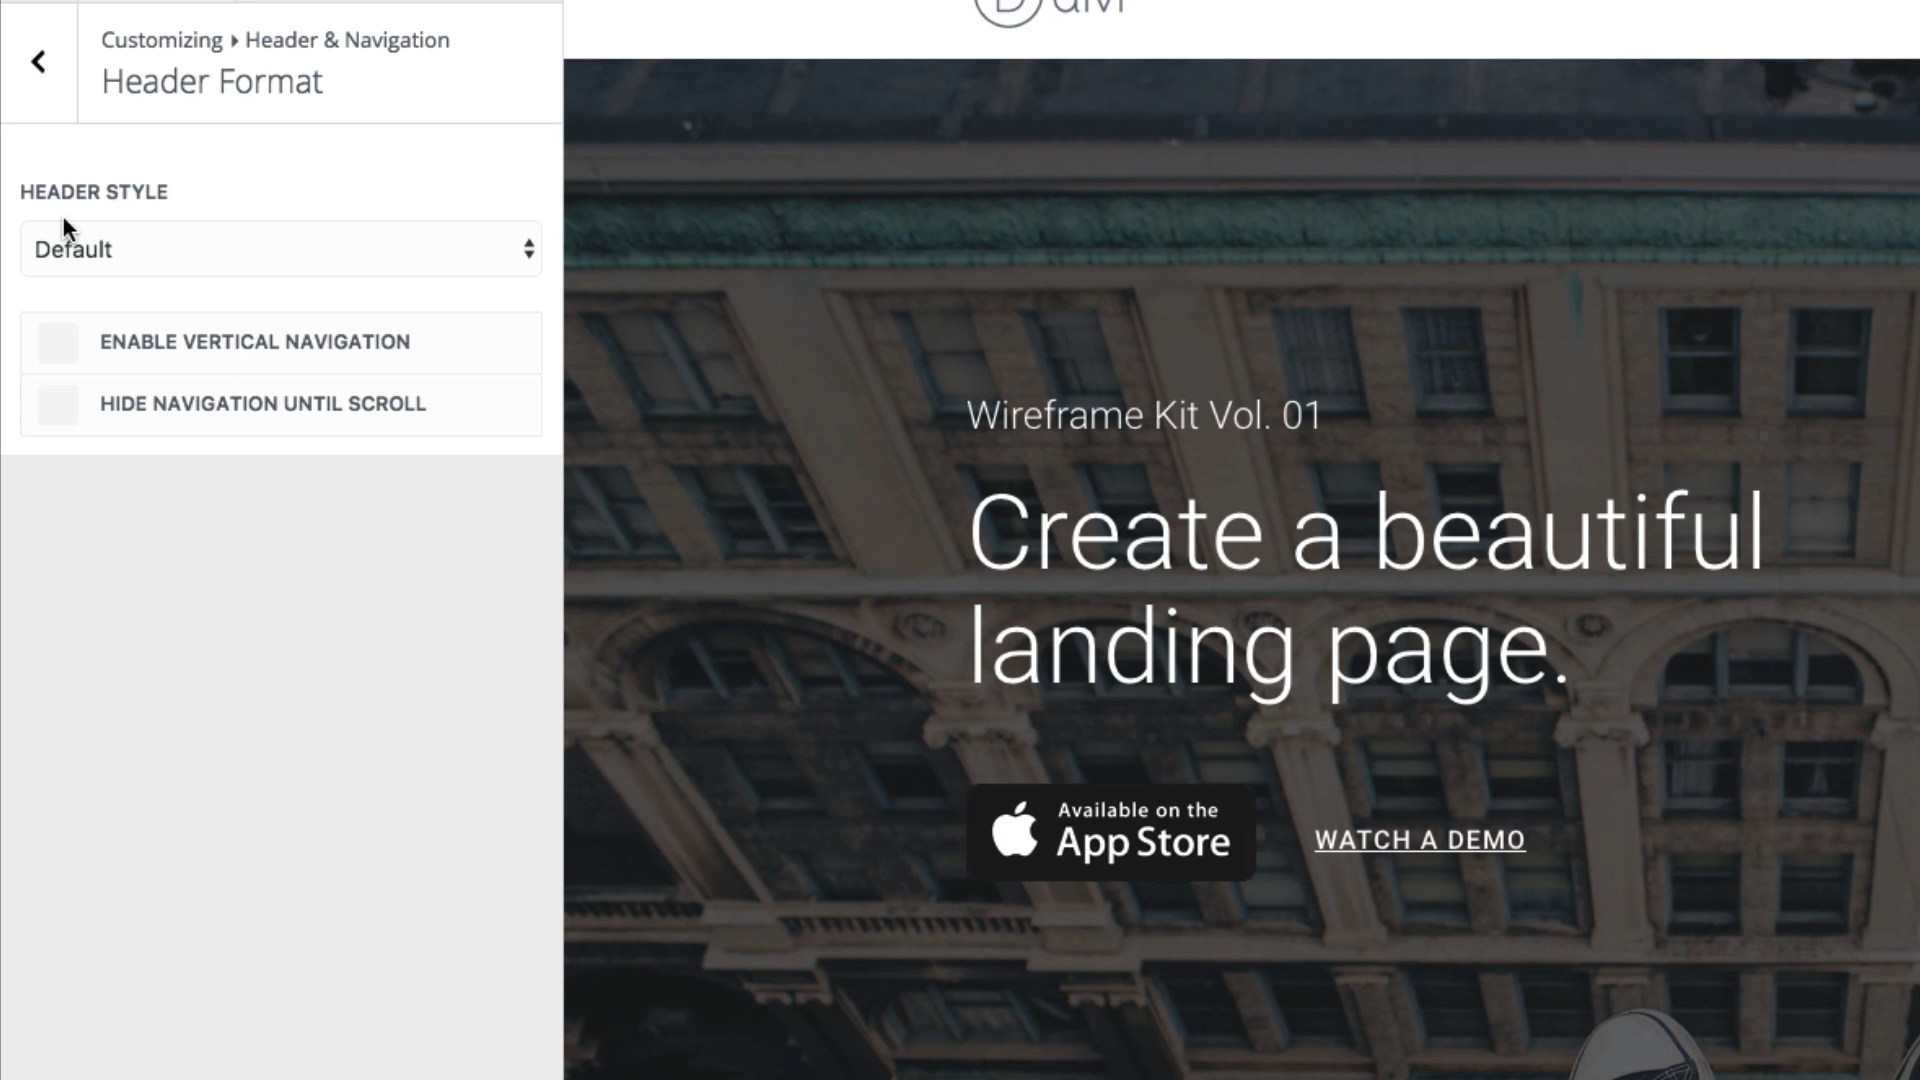 Customizing ▸ Header & Navigation
Header Format
HEADER STYLE
Default
ENABLE VERTICAL NAVIGATION
HIDE NAVIGATION UNTIL SCROLL
Wireframe Kit Vol. 01
Create a beautiful
landing page.
Available on the
App Store
WATCH A DEMO